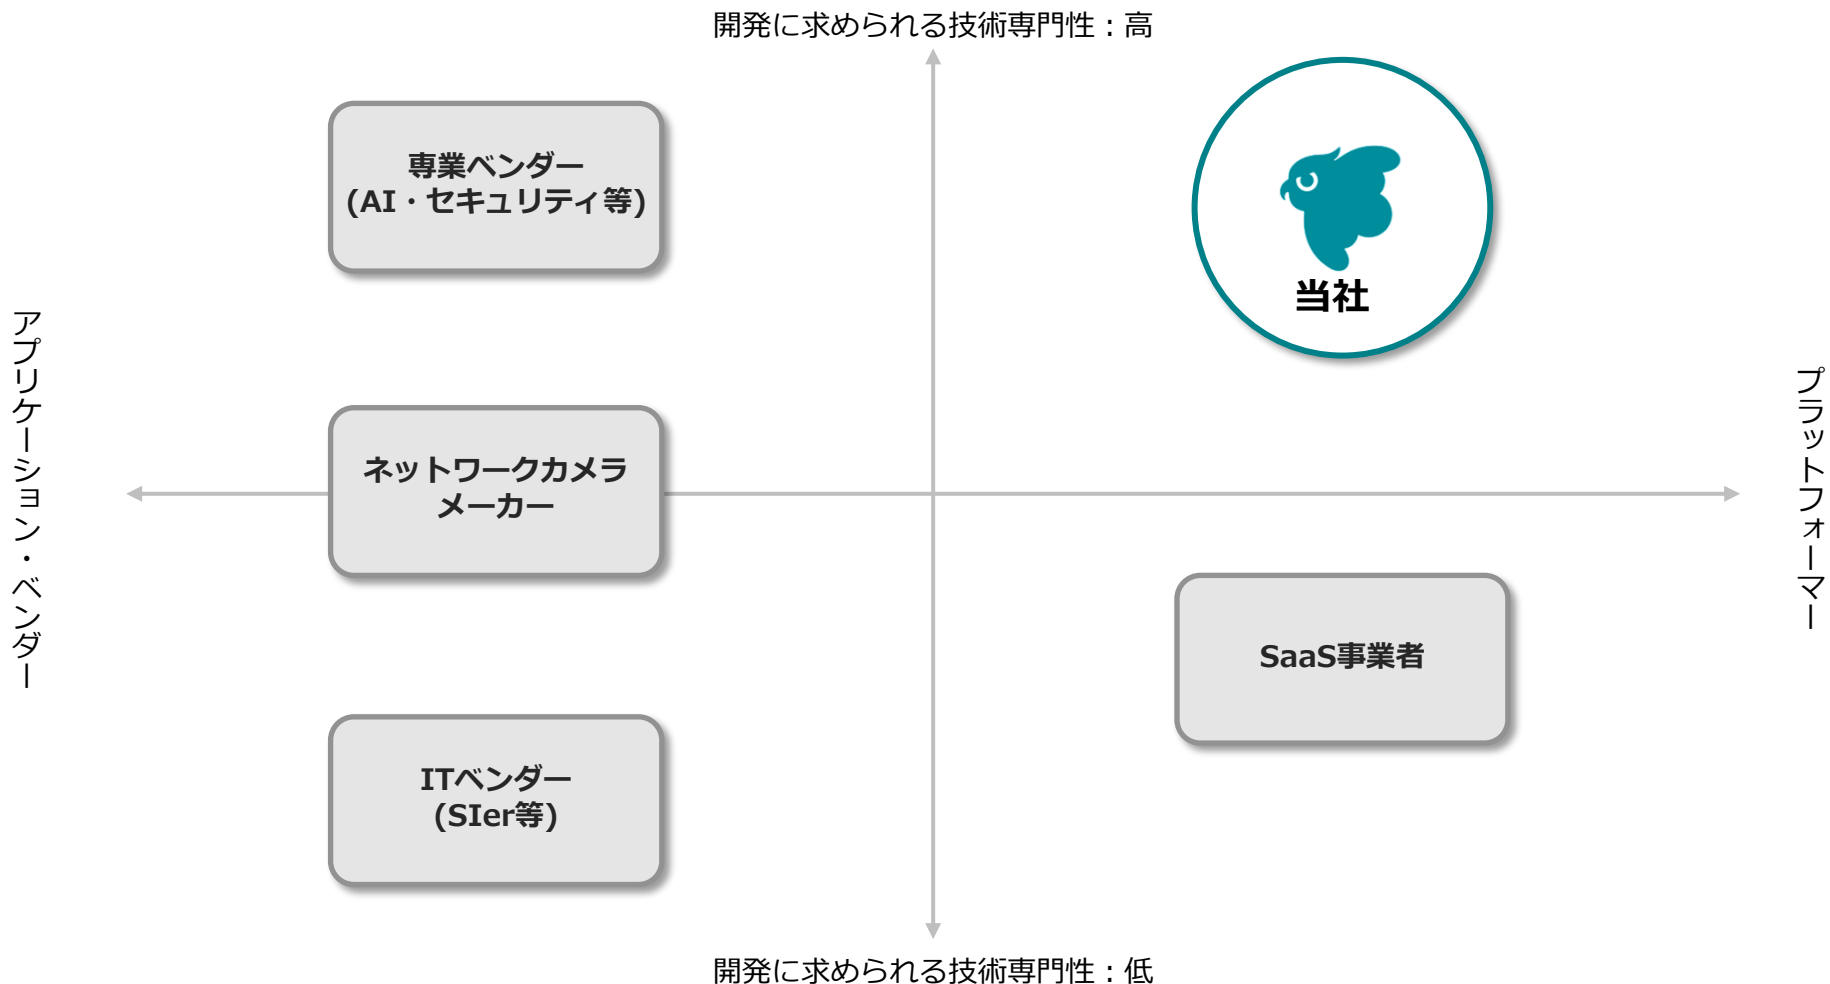 開発に求められる技術専門性：高
専業ベンダー
(AI・セキュリティ等)
当社
アプリケーション・ベンダー
ネットワークカメラ
メーカー
プラットフォーマー
SaaS事業者
ITベンダー
(SIer等)
開発に求められる技術専門性：低